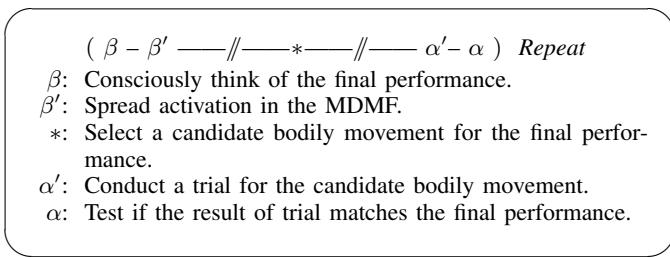 ( β – β′ ——//——∗——//—— α′– α ) Repeat
β: Consciously think of the final performance.
β′: Spread activation in the MDMF.
∗: Select a candidate bodily movement for the final perfor-
mance.
α′: Conduct a trial for the candidate bodily movement.
α: Test if the result of trial matches the final performance.